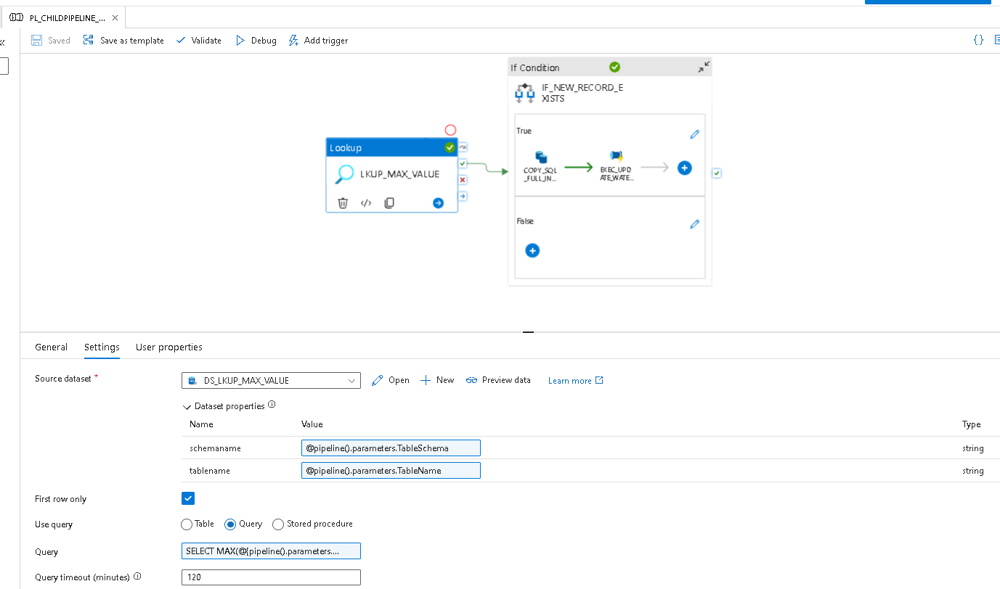 PL_CHILDPIPELINE_...
Saved
Save as template
Validate
Debug
Add trigger
If Condition
IF_NEW_RECORD_E
XISTS
True
COPY_SQL
_FULL_IN...
EXEC_UPD
ATE_WATE...
Lookup
LKUP_MAX_VALUE
False
General
Settings
User properties
Source dataset *
DS_LKUP_MAX_VALUE
Open
New
Preview data
Learn more
Dataset properties
Name
Value
Type
schemaname
@pipeline().parameters.TableSchema
string
tablename
@pipeline().parameters.TableName
string
First row only
Use query
Table
Query
Stored procedure
Query
SELECT MAX(@{pipeline().parameters....
Query timeout (minutes)
120